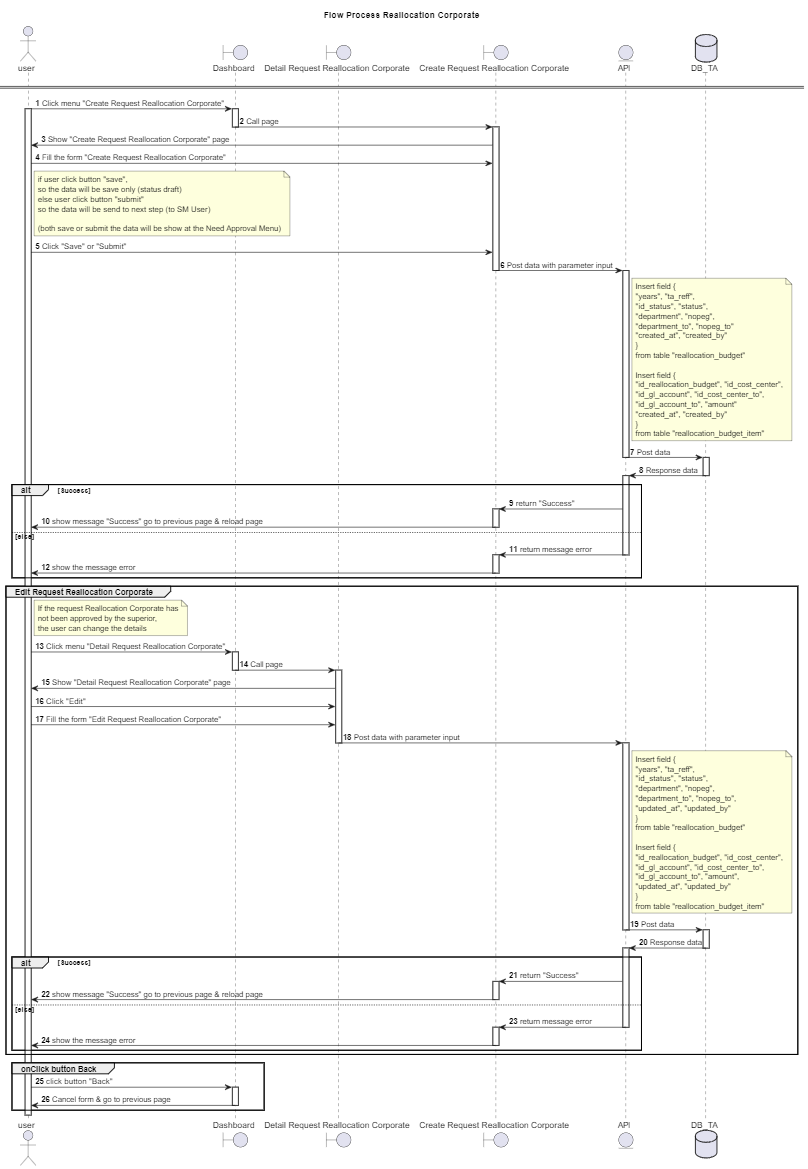 Flow Process Reallocation Corporate
user
Dashboard
Detail Request Reallocation Corporate
Create Request Reallocation Corporate
API
DB_TA
1 Click menu "Create Request Reallocation Corporate"
2 Call page
3 Show "Create Request Reallocation Corporate" page
4 Fill the form "Create Request Reallocation Corporate"
if user click button "save",
so the data will be save only (status draft)
else user click button "submit"
so the data will be send to next step (to SM User)
(both save or submit the data will be show at the Need Approval Menu)
5 Click "Save" or "Submit"
6 Post data with parameter input
Insert field {
"years", "ta_reff",
"id_status", "status",
"department", "nopeg",
"department_to", "nopeg_to"
"created_at", "created_by"
}
from table "reallocation_budget"
Insert field {
"id_reallocation_budget", "id_cost_center",
"id_gl_account", "id_cost_center_to",
"id_gl_account_to", "amount"
"created_at", "created_by"
}
from table "reallocation_budget_item"
7 Post data
8 Response data
alt
[Success]
9 return "Success"
10 show message "Success" go to previous page & reload page
[else]
11 return message error
12 show the message error
Edit Request Reallocation Corporate
If the request Reallocation Corporate has
not been approved by the superior,
the user can change the details
13 Click menu "Detail Request Reallocation Corporate"
14 Call page
15 Show "Detail Request Reallocation Corporate" page
16 Click "Edit"
17 Fill the form "Edit Request Reallocation Corporate"
18 Post data with parameter input
Insert field {
"years", "ta_reff",
"id_status", "status",
"department", "nopeg",
"department_to", "nopeg_to",
"updated_at", "updated_by"
}
from table "reallocation_budget"
Insert field {
"id_reallocation_budget", "id_cost_center",
"id_gl_account", "id_cost_center_to",
"id_gl_account_to", "amount",
"updated_at", "updated_by"
}
from table "reallocation_budget_item"
19 Post data
20 Response data
alt
[Success]
21 return "Success"
22 show message "Success" go to previous page & reload page
[else]
23 return message error
24 show the message error
onClick button Back
25 click button "Back"
26 Cancel form & go to previous page
user
Dashboard
Detail Request Reallocation Corporate
Create Request Reallocation Corporate
API
DB_TA